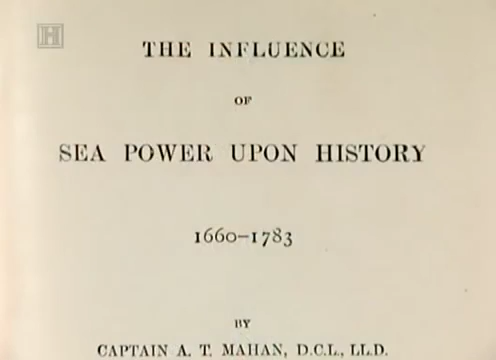 H
THE INFLUENCE
OF
SEA POWER UPON HISTORY
1660–1783
BY
CAPTAIN A. T. MAHAN, D.C.L., LL.D.